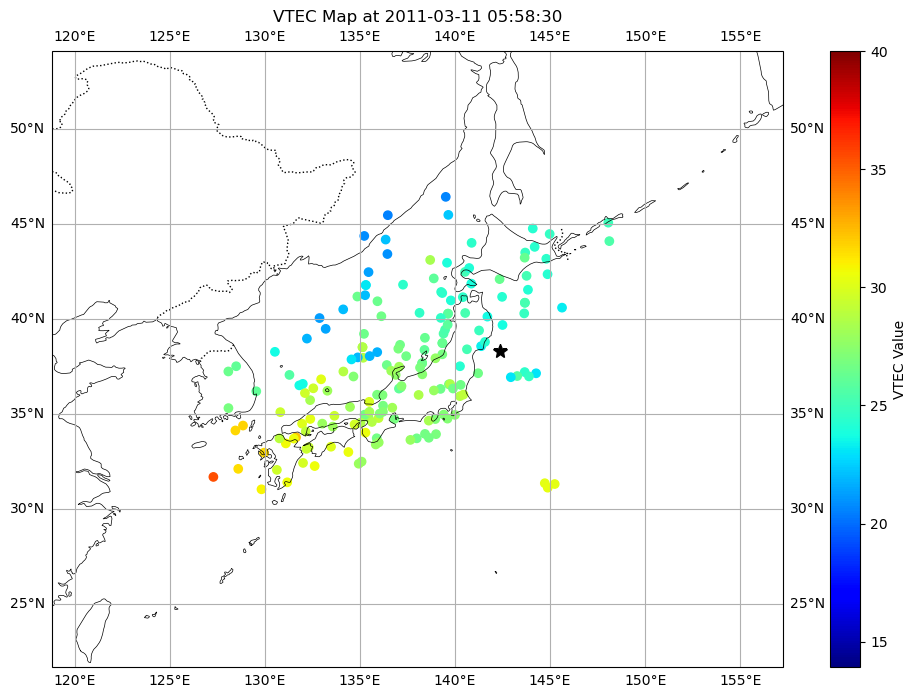 VTEC Map at 2011-03-11 05:58:30
120°E 125°E 130°E 135°E 140°E 145°E 150°E 155°E
40
50°N 50°N
35
45°N 45°N
40°N 40°N
30
VTEC Value
35°N 35°N
25
30°N 30°N
20
25°N 25°N
15
120°E 125°E 130°E 135°E 140°E 145°E 150°E 155°E